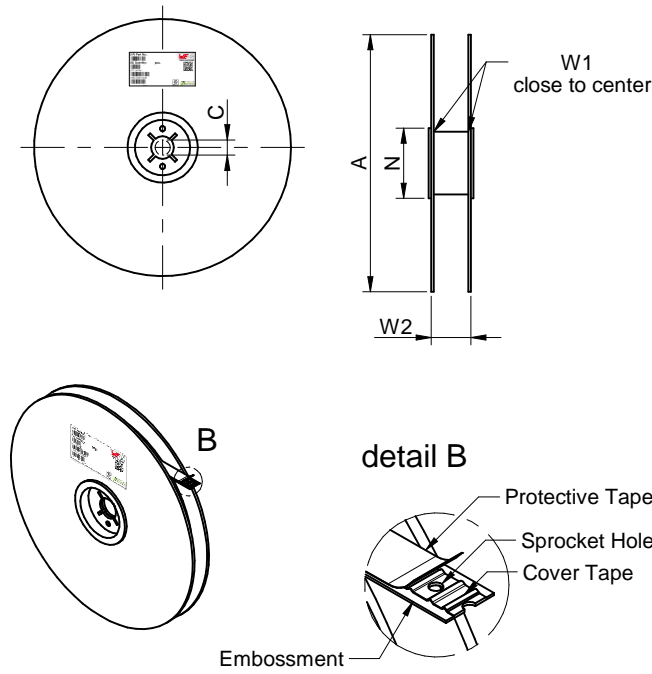 C
A
N
W1
close to center
W2
B
detail B
Protective Tape
Sprocket Hole
Cover Tape
Embossment